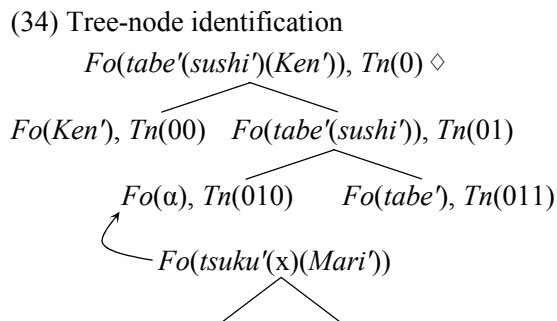 (34) Tree-node identification
Fo(tabe'(sushi')(Ken')), Tn(0) ◊
Fo(Ken'), Tn(00) Fo(tabe'(sushi')), Tn(01)
Fo(α), Tn(010) Fo(tabe'), Tn(011)
Fo(tsuku'(x)(Mari'))